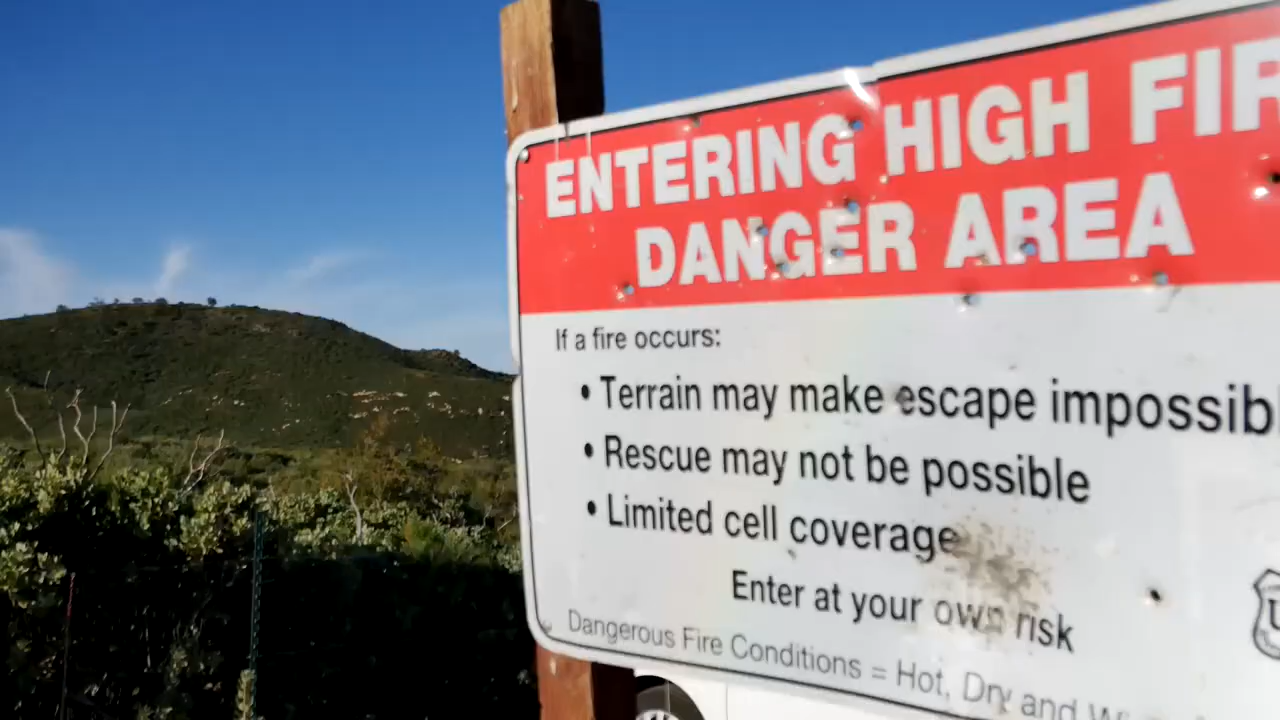 ENTERING HIGH FIR
DANGER AREA
If a fire occurs:
• Terrain may make escape impossib
• Rescue may not be possible
• Limited cell coverage
Enter at your own risk
Dangerous Fire Conditions = Hot, Dry and W
U